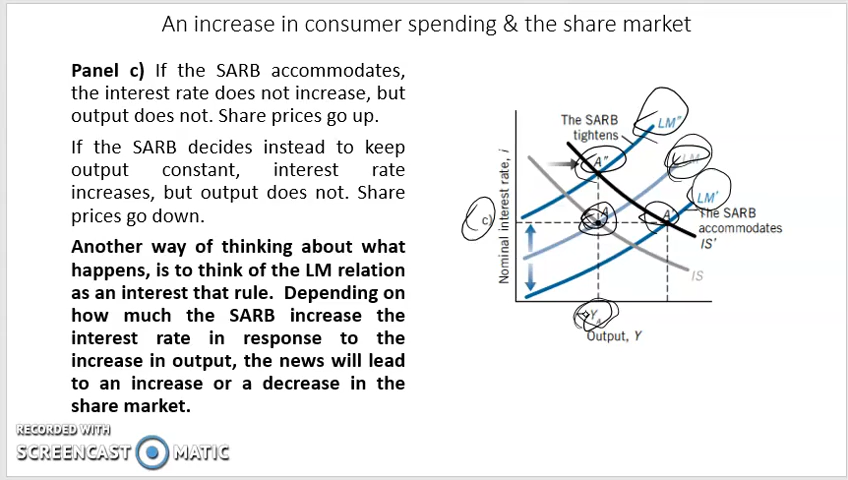 An increase in consumer spending & the share market
Panel c) If the SARB accommodates,
the interest rate does not increase, but
output does not. Share prices go up.
If the SARB decides instead to keep
output constant, interest rate
increases, but output does not. Share
prices go down.
Another way of thinking about what
happens, is to think of the LM relation
as an interest that rule. Depending on
how much the SARB increase the
interest rate in response to the
increase in output, the news will lead
to an increase or a decrease in the
share market.
The SARB
tightens
LM"
A"
LM
LM'
c)
A
A'
The SARB
accommodates
IS'
IS
Nominal interest rate, i
Y
A
Output, Y
RECORDED WITH
SCREENCAST MATIC